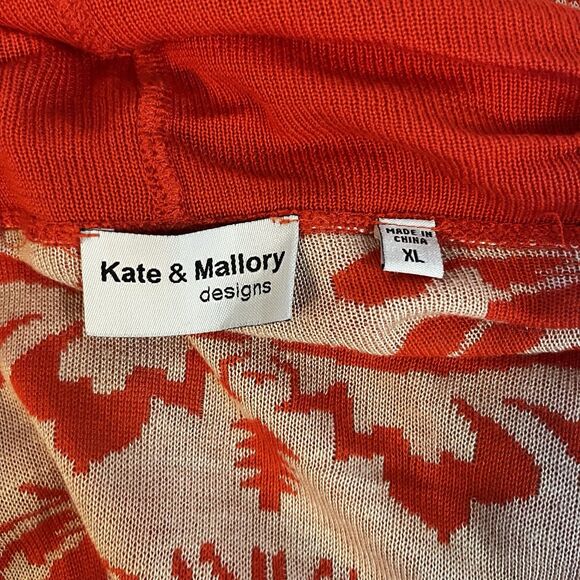 Kate & Mallory
designs
MADE IN
CHINA
XL